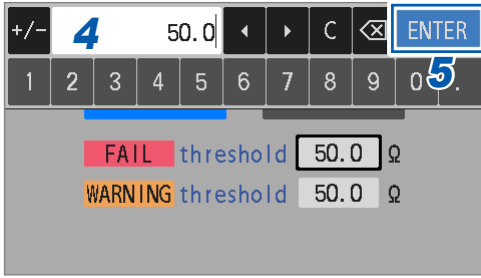 +/- 4 50.0 ◄ ► C ⌫ ENTER
1 2 3 4 5 6 7 8 9 0 5 .
FAIL threshold 50.0 Ω
WARNING threshold 50.0 Ω